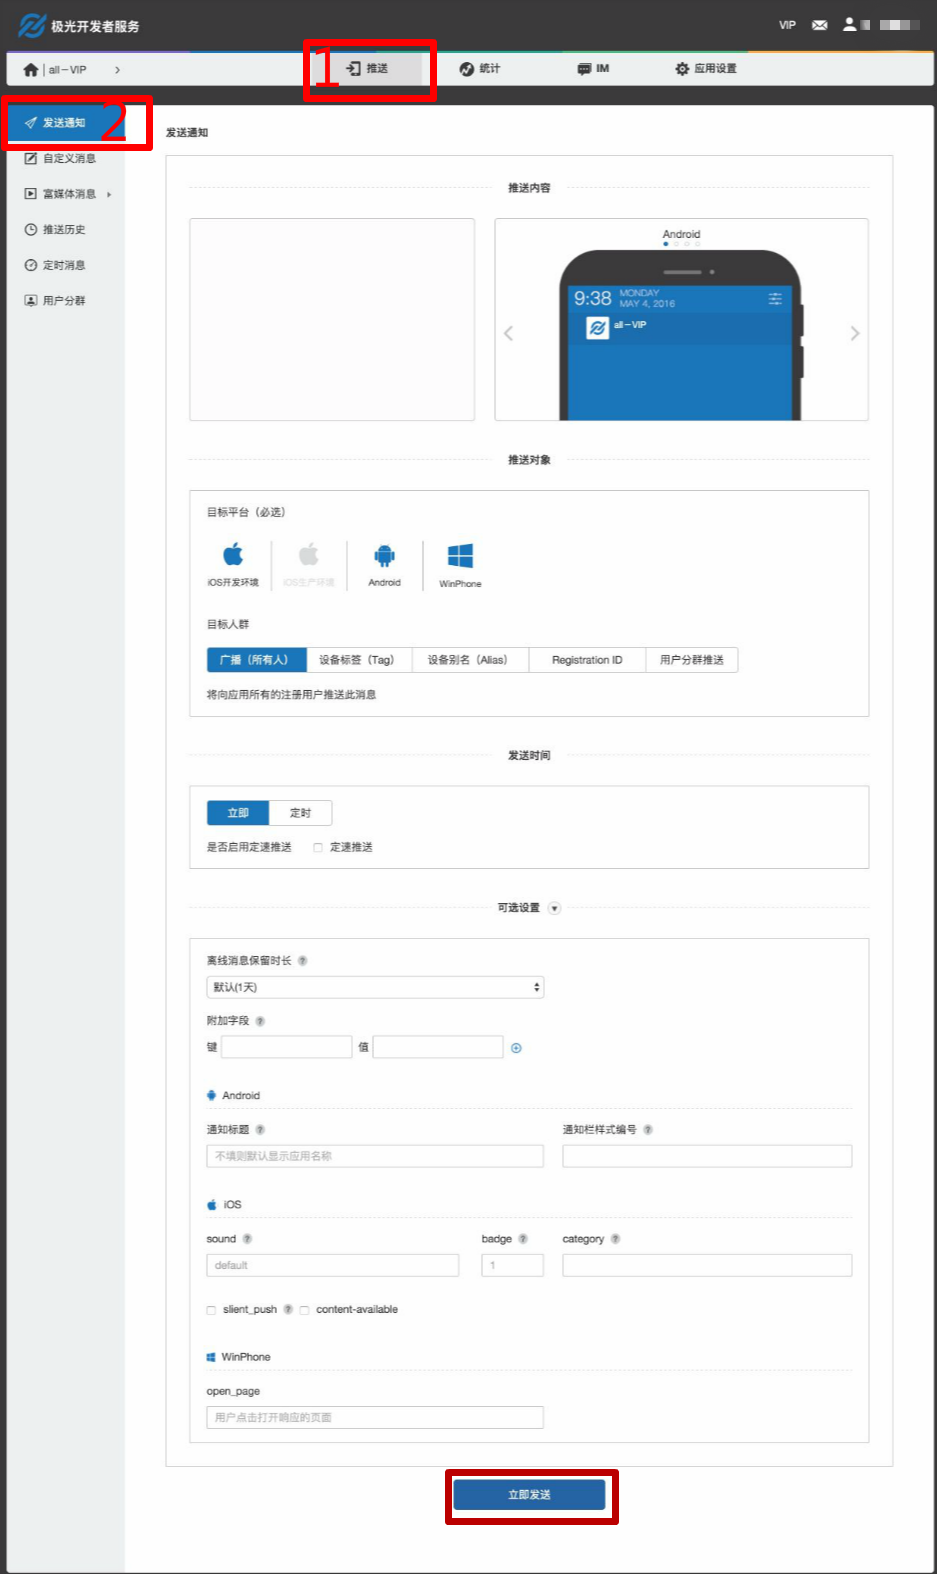 极光开发者服务
VIP
all-VIP
1
推送
统计
IM
应用设置
发送通知
2
自定义消息
富媒体消息
推送历史
定时消息
用户分群
发送通知
推送内容
Android
9:38
MONDAY
MAY 4, 2016
all-VIP
推送对象
目标平台（必选）
iOS开发环境
iOS生产环境
Android
WinPhone
目标人群
广播（所有人）
设备标签（Tag）
设备别名（Alias）
Registration ID
用户分群推送
将向应用所有的注册用户推送此消息
发送时间
立即
定时
是否启用定速推送
定速推送
可选设置
离线消息保留时长 ?
默认(1天)
附加字段 ?
键
值
Android
通知标题 ?
通知栏样式编号 ?
不填则默认显示应用名称
iOS
sound ?
badge ?
category ?
default
1
slient_push ?
content-available
WinPhone
open_page
用户点击打开响应的页面
立即发送